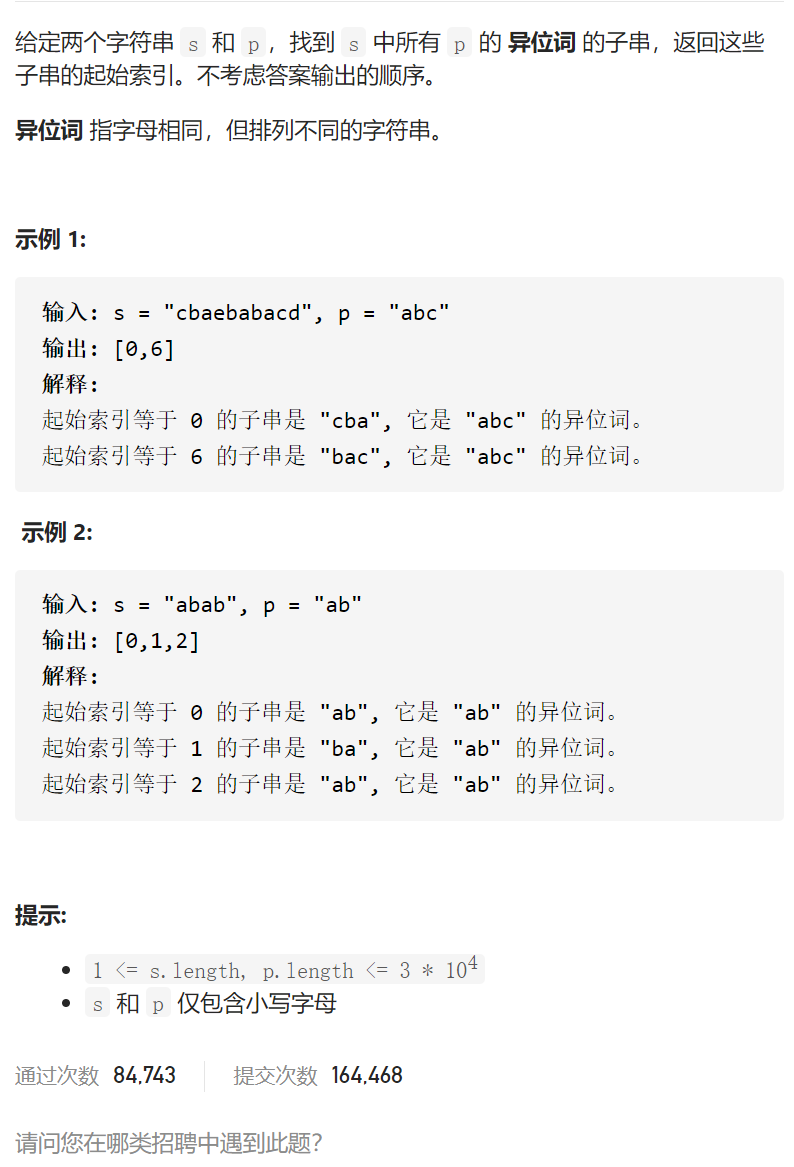 给定两个字符串 s 和 p，找到 s 中所有 p 的 异位词 的子串，返回这些
子串的起始索引。不考虑答案输出的顺序。
异位词 指字母相同，但排列不同的字符串。
示例 1:
输入: s = "cbaebabacd", p = "abc"
输出: [0,6]
解释:
起始索引等于 0 的子串是 "cba", 它是 "abc" 的异位词。
起始索引等于 6 的子串是 "bac", 它是 "abc" 的异位词。
示例 2:
输入: s = "abab", p = "ab"
输出: [0,1,2]
解释:
起始索引等于 0 的子串是 "ab", 它是 "ab" 的异位词。
起始索引等于 1 的子串是 "ba", 它是 "ab" 的异位词。
起始索引等于 2 的子串是 "ab", 它是 "ab" 的异位词。
提示:
• 1 <= s.length, p.length <= 3 * 10⁴
• s 和 p 仅包含小写字母
通过次数 84,743 提交次数 164,468
请问您在哪类招聘中遇到此题？